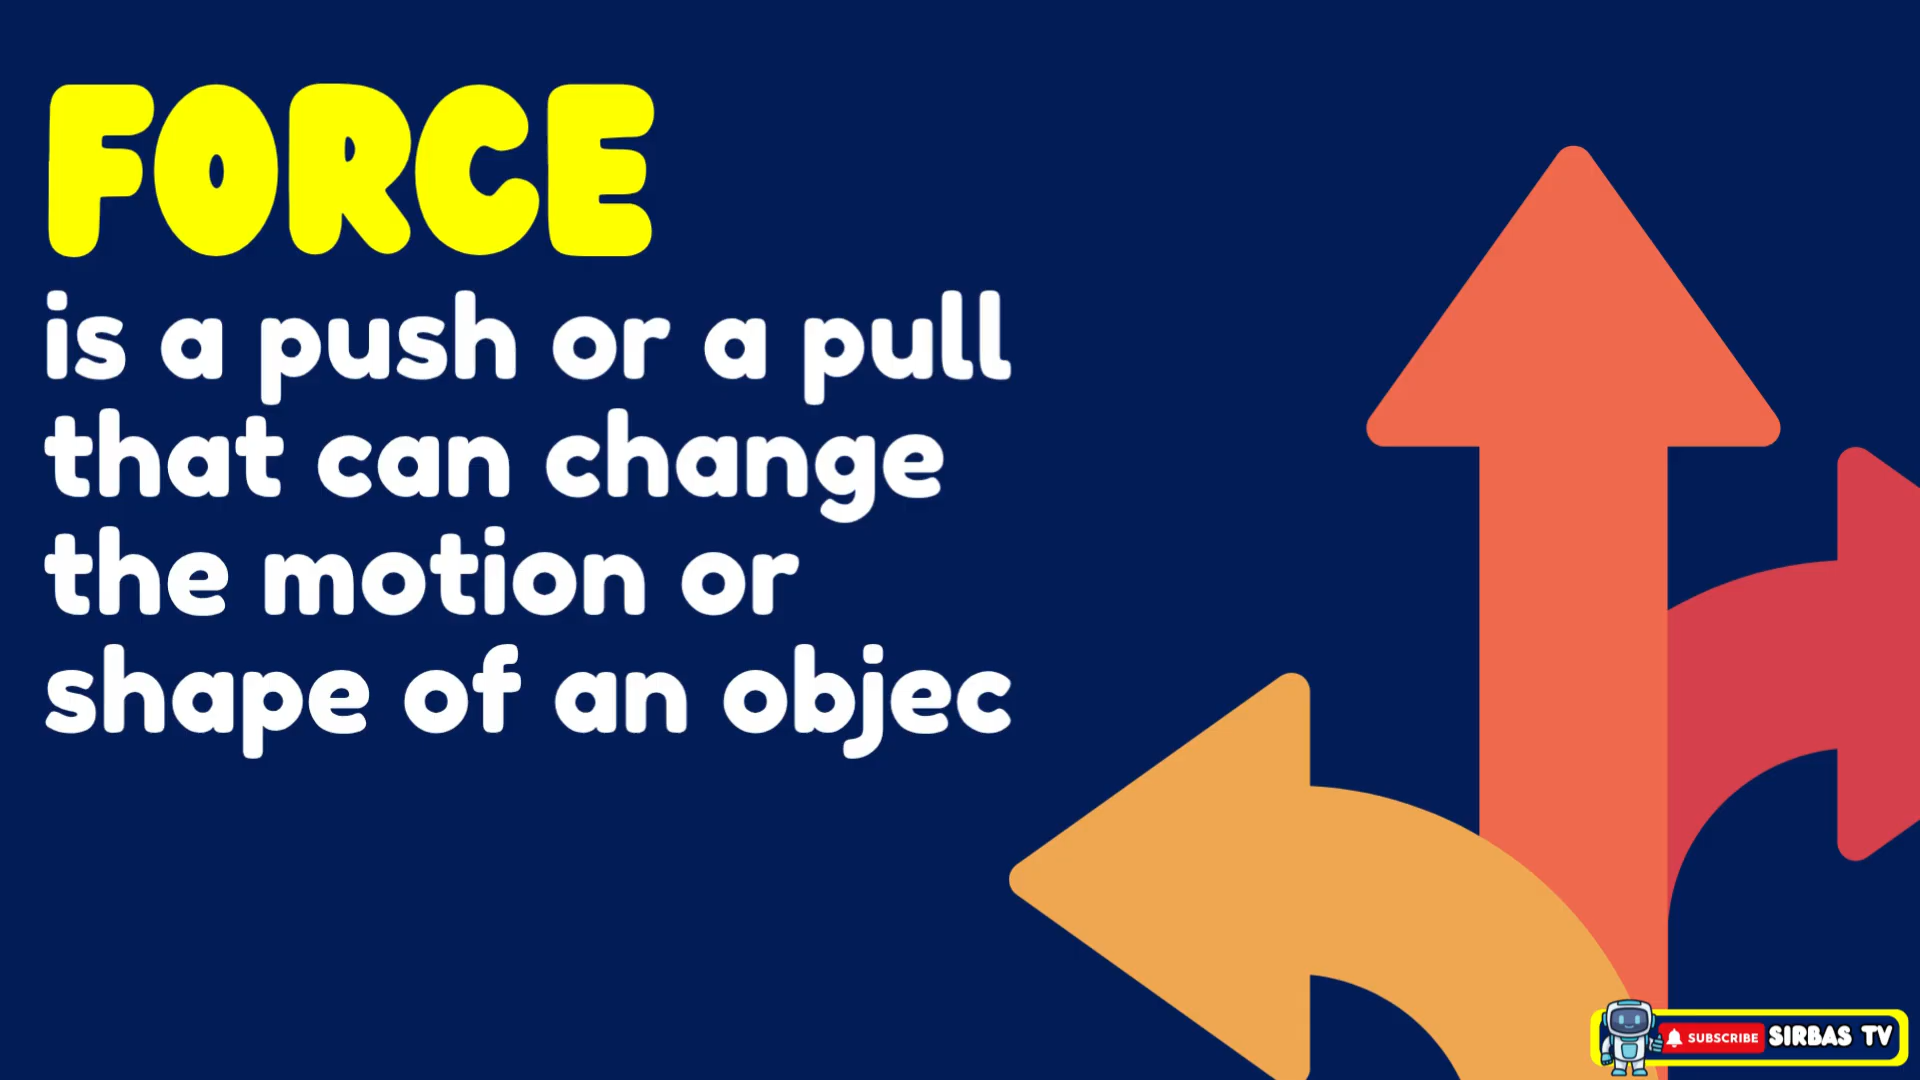 FORCE
is a push or a pull
that can change
the motion or
shape of an objec
SUBSCRIBE SIRBAS TV